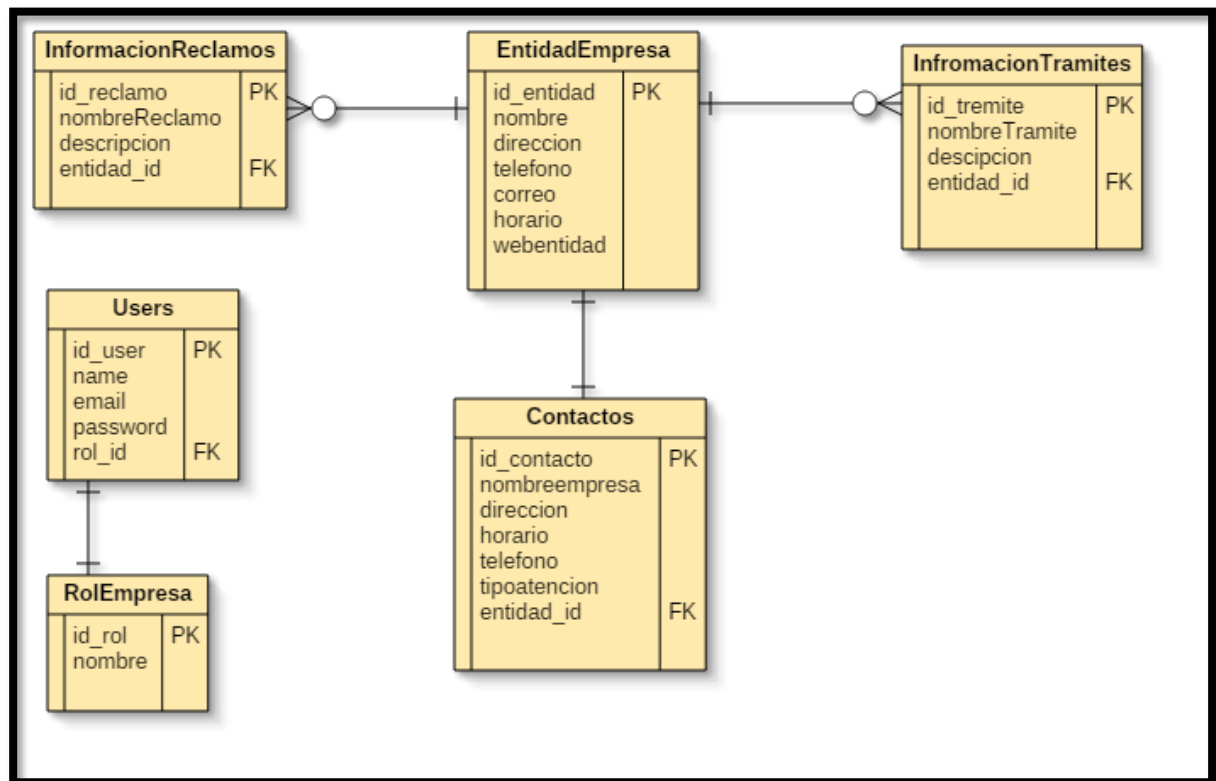 InformacionReclamos
id_reclamo PK
nombreReclamo
descripcion
entidad_id FK
EntidadEmpresa
id_entidad PK
nombre
direccion
telefono
correo
horario
webentidad
InfromacionTramites
id_tremite PK
nombreTramite
descipcion
entidad_id FK
Users
id_user PK
name
email
password
rol_id FK
Contactos
id_contacto PK
nombreempresa
direccion
horario
telefono
tipoatencion
entidad_id FK
RolEmpresa
id_rol PK
nombre